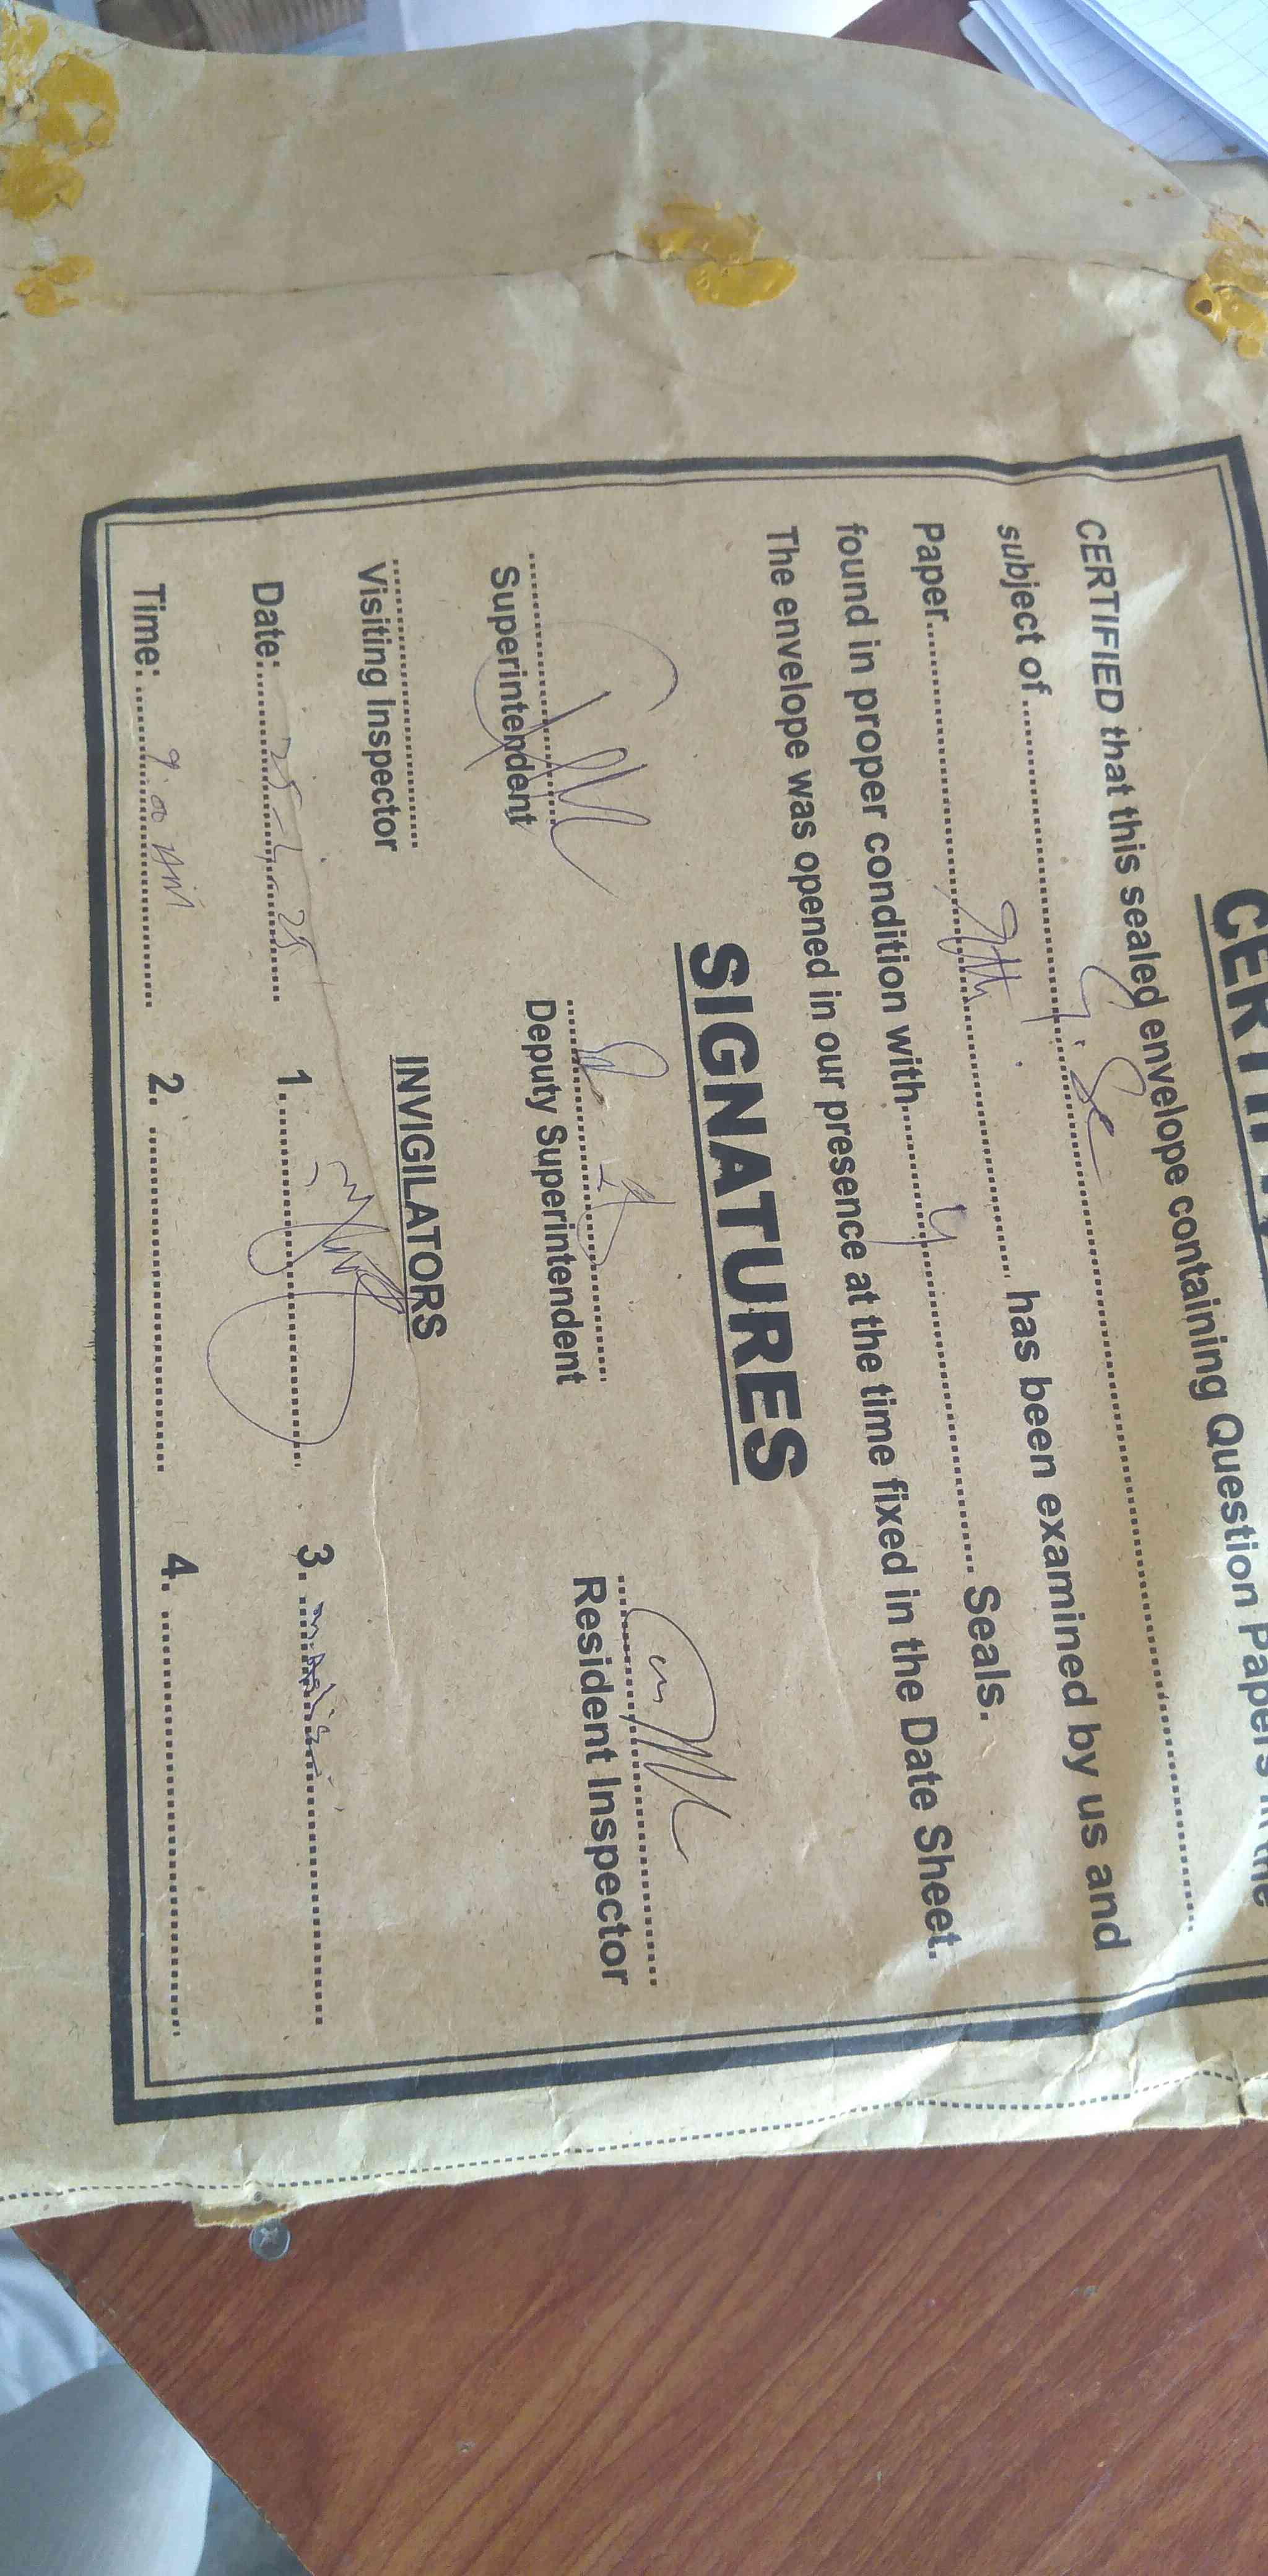 CERTIFIED that this sealed envelope containing Question Papers in the
subject of.......... G. Sc ..........
Paper.......... 9th .......... has been examined by us and
found in proper condition with.......... 4 .......... Seals.
The envelope was opened in our presence at the time fixed in the Date Sheet.
SIGNATURES
Superintendent Deputy Superintendent Resident Inspector
Visiting Inspector INVIGILATORS
Date:.......... 1........... 3. ..........
Time: .......... 9:00 AM .......... 2. .......... 4. ..........